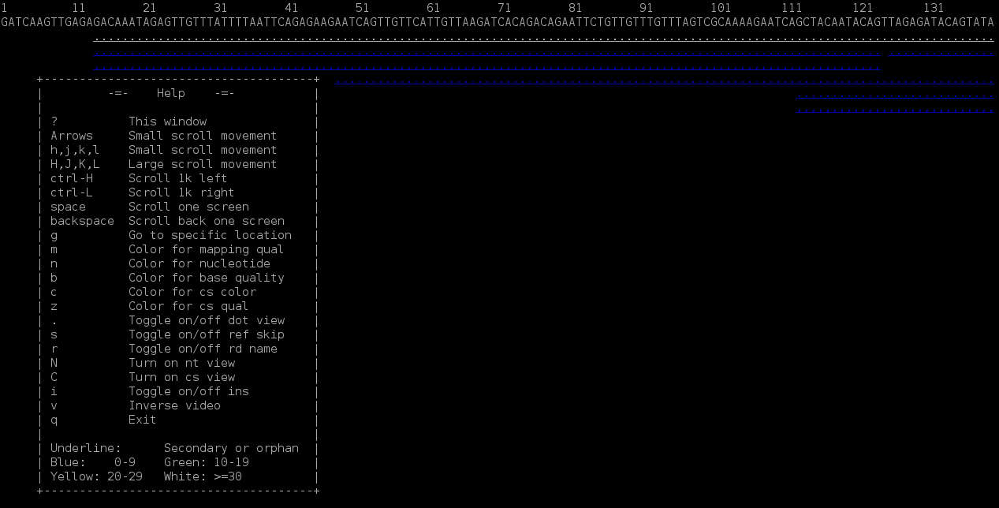 1 11 21 31 41 51 61 71 81 91 101 111 121 131
GATCAAGTTGAGAGACAAATAGAGTTGTTTATTTTAATTCAGAGAAGAATCAGTTGTTCATTGTTAAGATCACAGACAGAATTCTGTTGTTTGTTTAGTCGCAAAAGAATCAGCTACAATACAGTTAGAGATACAGTATA
-=- Help -=-
? This window
Arrows Small scroll movement
h,j,k,l Small scroll movement
H,J,K,L Large scroll movement
ctrl-H Scroll 1k left
ctrl-L Scroll 1k right
space Scroll one screen
backspace Scroll back one screen
g Go to specific location
m Color for mapping qual
n Color for nucleotide
b Color for base quality
c Color for cs color
z Color for cs qual
. Toggle on/off dot view
s Toggle on/off ref skip
r Toggle on/off rd name
N Turn on nt view
C Turn on cs view
i Toggle on/off ins
v Inverse video
q Exit
Underline: Secondary or orphan
Blue: 0-9 Green: 10-19
Yellow: 20-29 White: >=30